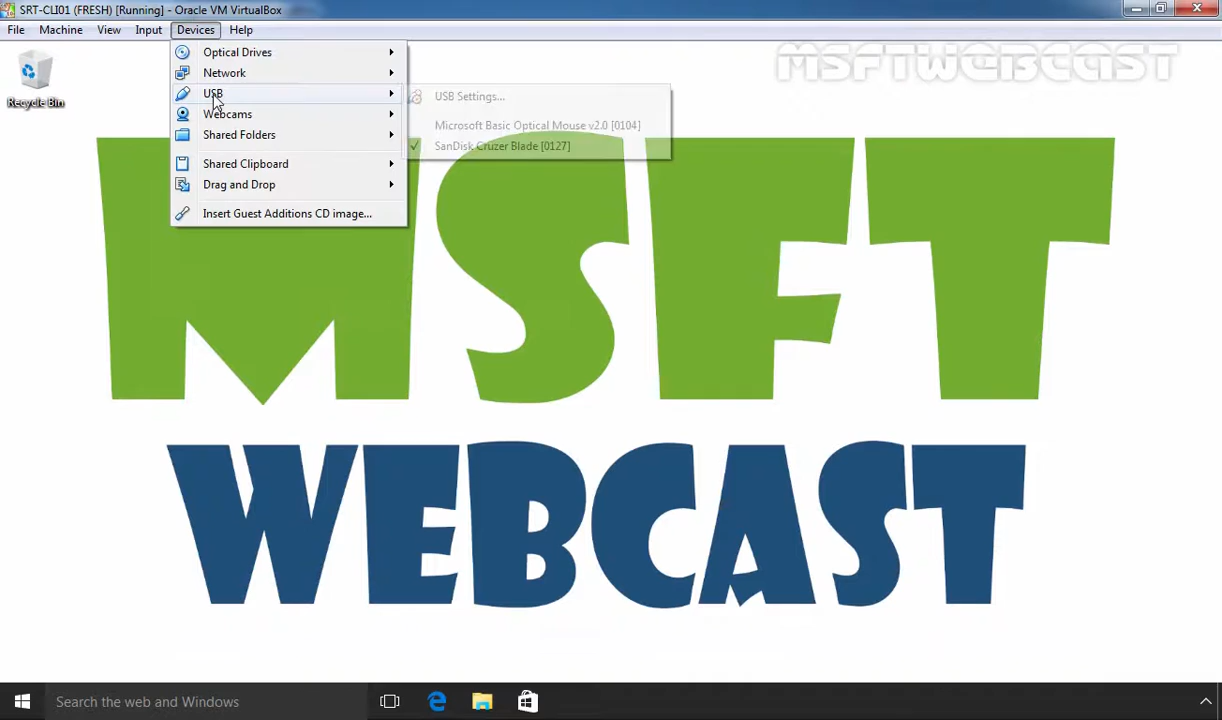 SRT-CLI01 (FRESH) [Running] - Oracle VM VirtualBox
File Machine View Input Devices Help
MSFTWEBCAST
Optical Drives
Network
USB
Webcams
Shared Folders
Shared Clipboard
Drag and Drop
Insert Guest Additions CD image...
USB Settings...
Microsoft Basic Optical Mouse v2.0 [0104]
SanDisk Cruzer Blade [0127]
Recycle Bin
MSFT
WEBCAST
Search the web and Windows